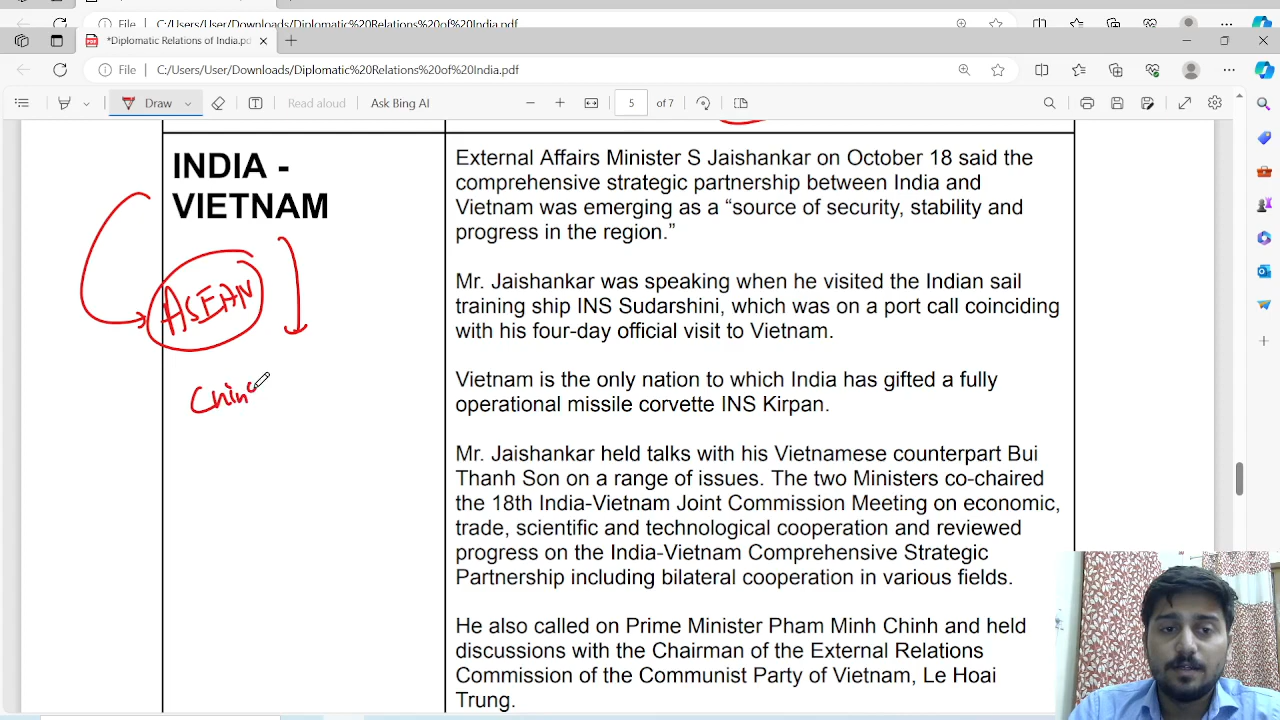 File
C:/Users/User/Downloads/Diplomatic%20Relations%20of%20India.pdf
*Diplomatic Relations of India.pd
File
C:/Users/User/Downloads/Diplomatic%20Relations%20of%20India.pdf
Draw
Read aloud
Ask Bing AI
5
of 7
INDIA -
VIETNAM
ASEAN
China
External Affairs Minister S Jaishankar on October 18 said the
comprehensive strategic partnership between India and
Vietnam was emerging as a “source of security, stability and
progress in the region.”
Mr. Jaishankar was speaking when he visited the Indian sail
training ship INS Sudarshini, which was on a port call coinciding
with his four-day official visit to Vietnam.
Vietnam is the only nation to which India has gifted a fully
operational missile corvette INS Kirpan.
Mr. Jaishankar held talks with his Vietnamese counterpart Bui
Thanh Son on a range of issues. The two Ministers co-chaired
the 18th India-Vietnam Joint Commission Meeting on economic,
trade, scientific and technological cooperation and reviewed
progress on the India-Vietnam Comprehensive Strategic
Partnership including bilateral cooperation in various fields.
He also called on Prime Minister Pham Minh Chinh and held
discussions with the Chairman of the External Relations
Commission of the Communist Party of Vietnam, Le Hoai
Trung.